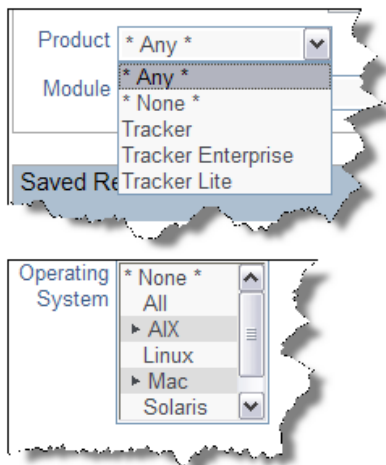 Product * Any *
* Any *
Module * None *
Tracker
Tracker Enterprise
Saved Re Tracker Lite
Operating * None *
System All
▸ AIX
Linux
▸ Mac
Solaris